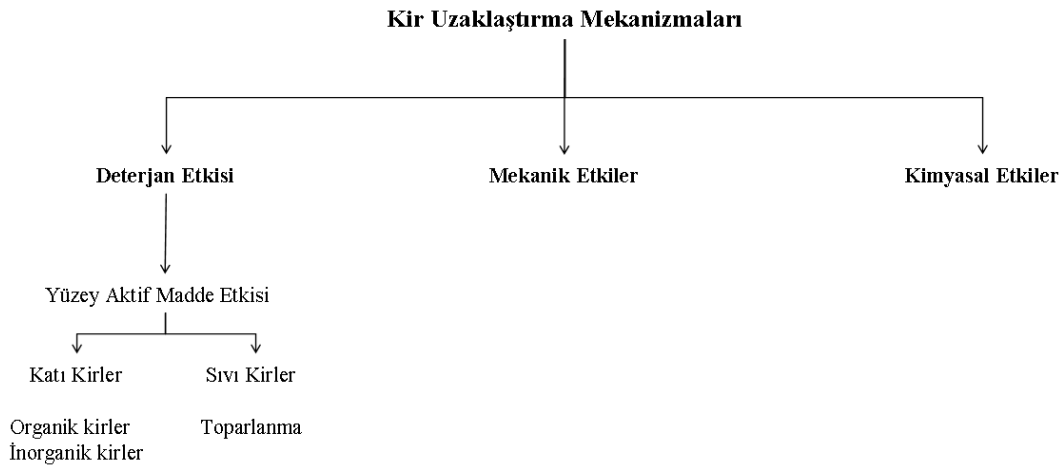 Kir Uzaklaştırma Mekanizmaları
Deterjan Etkisi
Mekanik Etkiler
Kimyasal Etkiler
Yüzey Aktif Madde Etkisi
Katı Kirler
Sıvı Kirler
Organik kirler
İnorganik kirler
Toparlanma